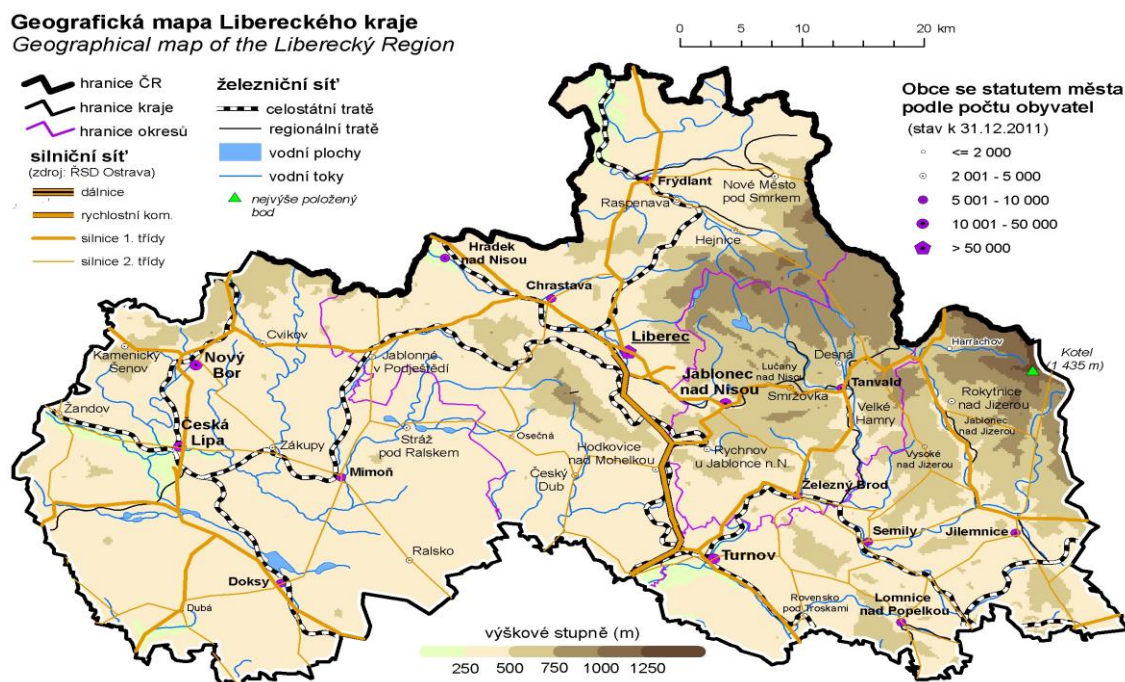 Geografická mapa Libereckého kraje
Geographical map of the Liberecký Region
0 5 10 20 km
hranice ČR
hranice kraje
hranice okresů
silniční síť
(zdroj: ŘSD Ostrava)
dálnice
rychlostní kom.
silnice 1. třídy
silnice 2. třídy
železniční síť
celostátní tratě
regionální tratě
vodní plochy
vodní toky
nejvýše položený
bod
Obce se statutem města
podle počtu obyvatel
(stav k 31.12.2011)
<= 2 000
2 001 - 5 000
5 001 - 10 000
10 001 - 50 000
> 50 000
Frýdlant
Nové Město
pod Smrkem
Raspenava
Hejnice
Hrádek
nad Nisou
Chrastava
Liberec
Cvikov
Kamenický
Šenov
Nový
Bor
Jablonné
v Podještědí
Jablonec
nad Nisou
Desná
Lučany
nad Nisou
Smržovka
Tanvald
Harrachov
Kotel
(1 435 m)
Rokytnice
nad Jizerou
Velké
Hamry
Jablonec
nad Jizerou
Vysoké
nad Jizerou
Žandov
Česká
Lípa
Zákupy
Stráž
pod Ralskem
Osečná
Hodkovice
nad Mohelkou
Rychnov
u Jablonce n.N.
Mimoň
Český
Dub
Železný Brod
Semily
Jilemnice
Ralsko
Turnov
Doksy
Dubá
Rovensko
pod Troskami
Lomnice
nad Popelkou
výškové stupně (m)
250 500 750 1000 1250